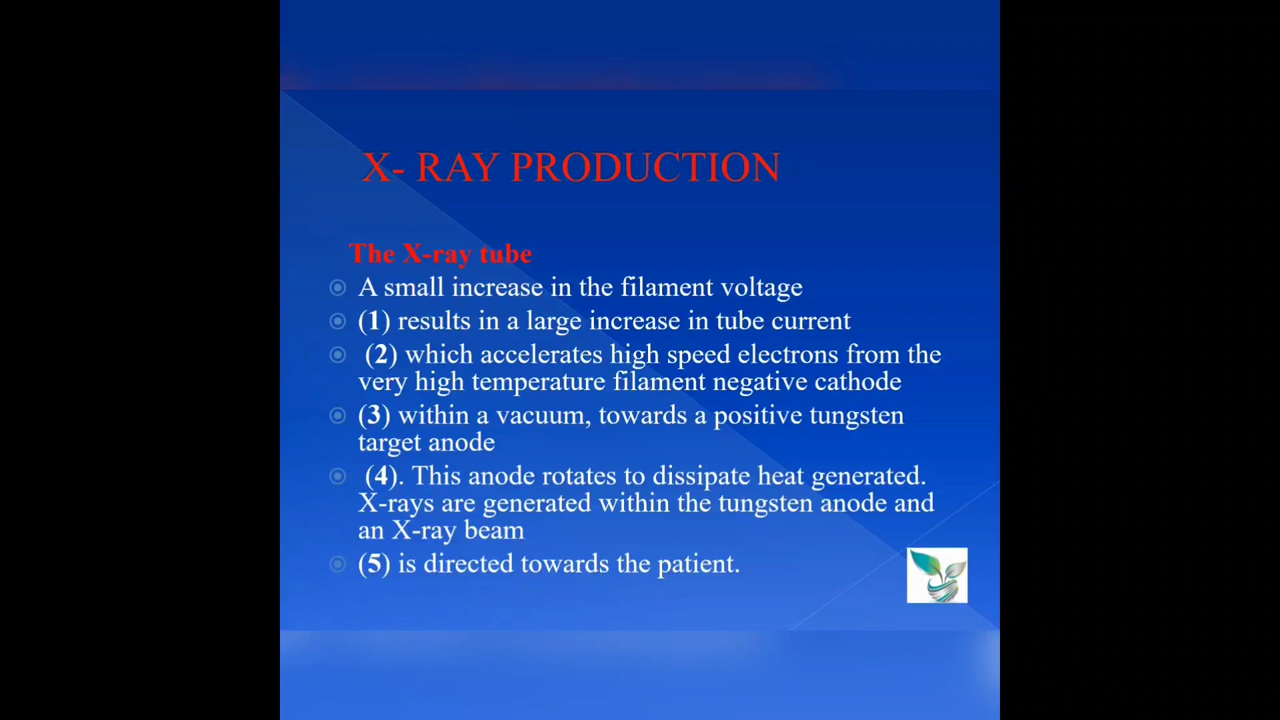 X- RAY PRODUCTION
The X-ray tube
A small increase in the filament voltage
(1) results in a large increase in tube current
(2) which accelerates high speed electrons from the
very high temperature filament negative cathode
(3) within a vacuum, towards a positive tungsten
target anode
(4). This anode rotates to dissipate heat generated.
X-rays are generated within the tungsten anode and
an X-ray beam
(5) is directed towards the patient.